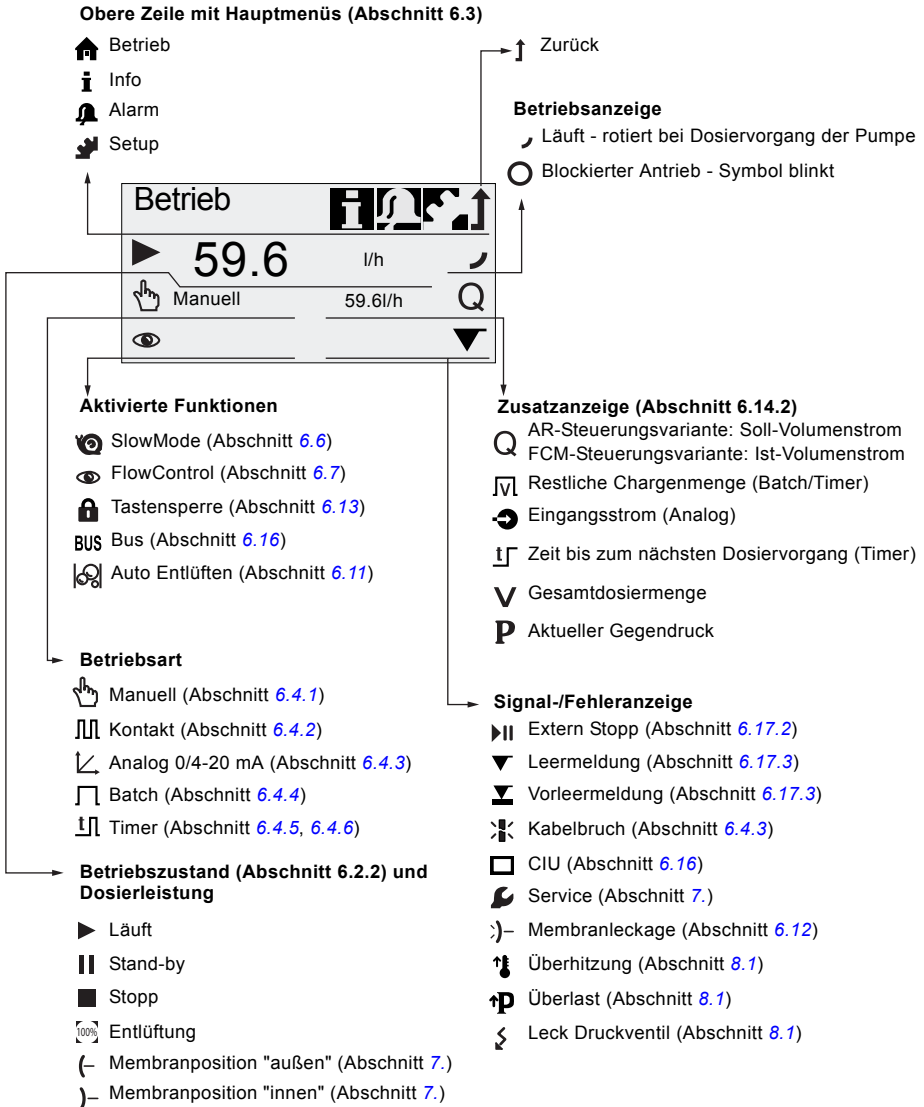 Obere Zeile mit Hauptmenüs (Abschnitt 6.3)
Betrieb
Info
Alarm
Setup
Zurück
Betriebsanzeige
Läuft - rotiert bei Dosiervorgang der Pumpe
Blockierter Antrieb - Symbol blinkt
Betrieb
59.6 l/h
Manuell 59.6l/h Q
Aktivierte Funktionen
SlowMode (Abschnitt 6.6)
FlowControl (Abschnitt 6.7)
Tastensperre (Abschnitt 6.13)
BUS Bus (Abschnitt 6.16)
Auto Entlüften (Abschnitt 6.11)
Betriebsart
Manuell (Abschnitt 6.4.1)
Kontakt (Abschnitt 6.4.2)
Analog 0/4-20 mA (Abschnitt 6.4.3)
Batch (Abschnitt 6.4.4)
t Timer (Abschnitt 6.4.5, 6.4.6)
Betriebszustand (Abschnitt 6.2.2) und
Dosierleistung
Läuft
Stand-by
Stopp
100% Entlüftung
Membranposition "außen" (Abschnitt 7.)
Membranposition "innen" (Abschnitt 7.)
Zusatzanzeige (Abschnitt 6.14.2)
Q AR-Steuerungsvariante: Soll-Volumenstrom
FCM-Steuerungsvariante: Ist-Volumenstrom
V Restliche Chargenmenge (Batch/Timer)
Eingangsstrom (Analog)
t Zeit bis zum nächsten Dosiervorgang (Timer)
V Gesamtdosiermenge
P Aktueller Gegendruck
Signal-/Fehleranzeige
Extern Stopp (Abschnitt 6.17.2)
Leermeldung (Abschnitt 6.17.3)
Vorleermeldung (Abschnitt 6.17.3)
Kabelbruch (Abschnitt 6.4.3)
CIU (Abschnitt 6.16)
Service (Abschnitt 7.)
Membranleckage (Abschnitt 6.12)
Überhitzung (Abschnitt 8.1)
P Überlast (Abschnitt 8.1)
Leck Druckventil (Abschnitt 8.1)